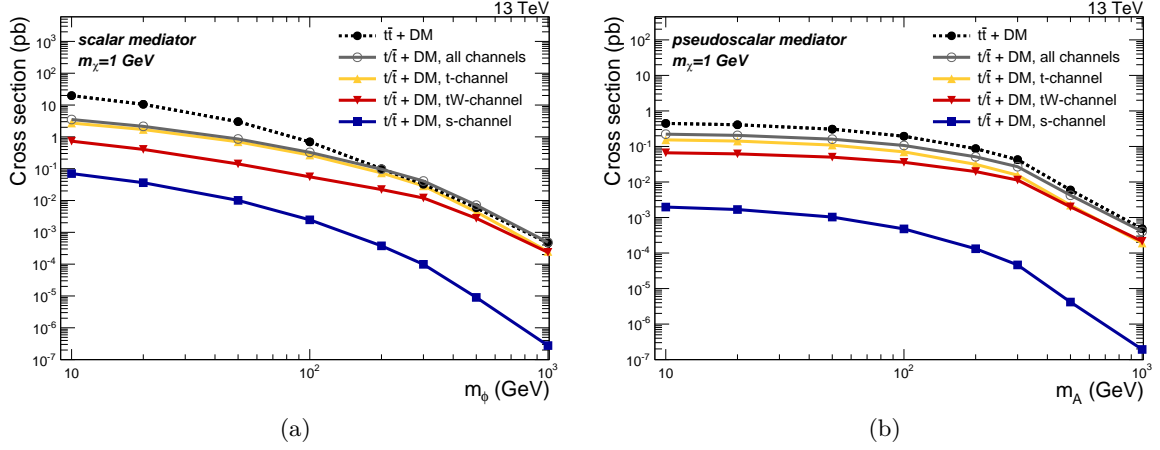 13 TeV
Cross section (pb)
10³
10²
10
1
10⁻¹
10⁻²
10⁻³
10⁻⁴
10⁻⁵
10⁻⁶
10⁻⁷
scalar mediator
mχ=1 GeV
tt̄ + DM
t/t̄ + DM, all channels
t/t̄ + DM, t-channel
t/t̄ + DM, tW-channel
t/t̄ + DM, s-channel
10 10² 10³
m_ϕ (GeV)
(a)
13 TeV
Cross section (pb)
10²
10
1
10⁻¹
10⁻²
10⁻³
10⁻⁴
10⁻⁵
10⁻⁶
10⁻⁷
pseudoscalar mediator
mχ=1 GeV
tt̄ + DM
t/t̄ + DM, all channels
t/t̄ + DM, t-channel
t/t̄ + DM, tW-channel
t/t̄ + DM, s-channel
10 10² 10³
m_A (GeV)
(b)